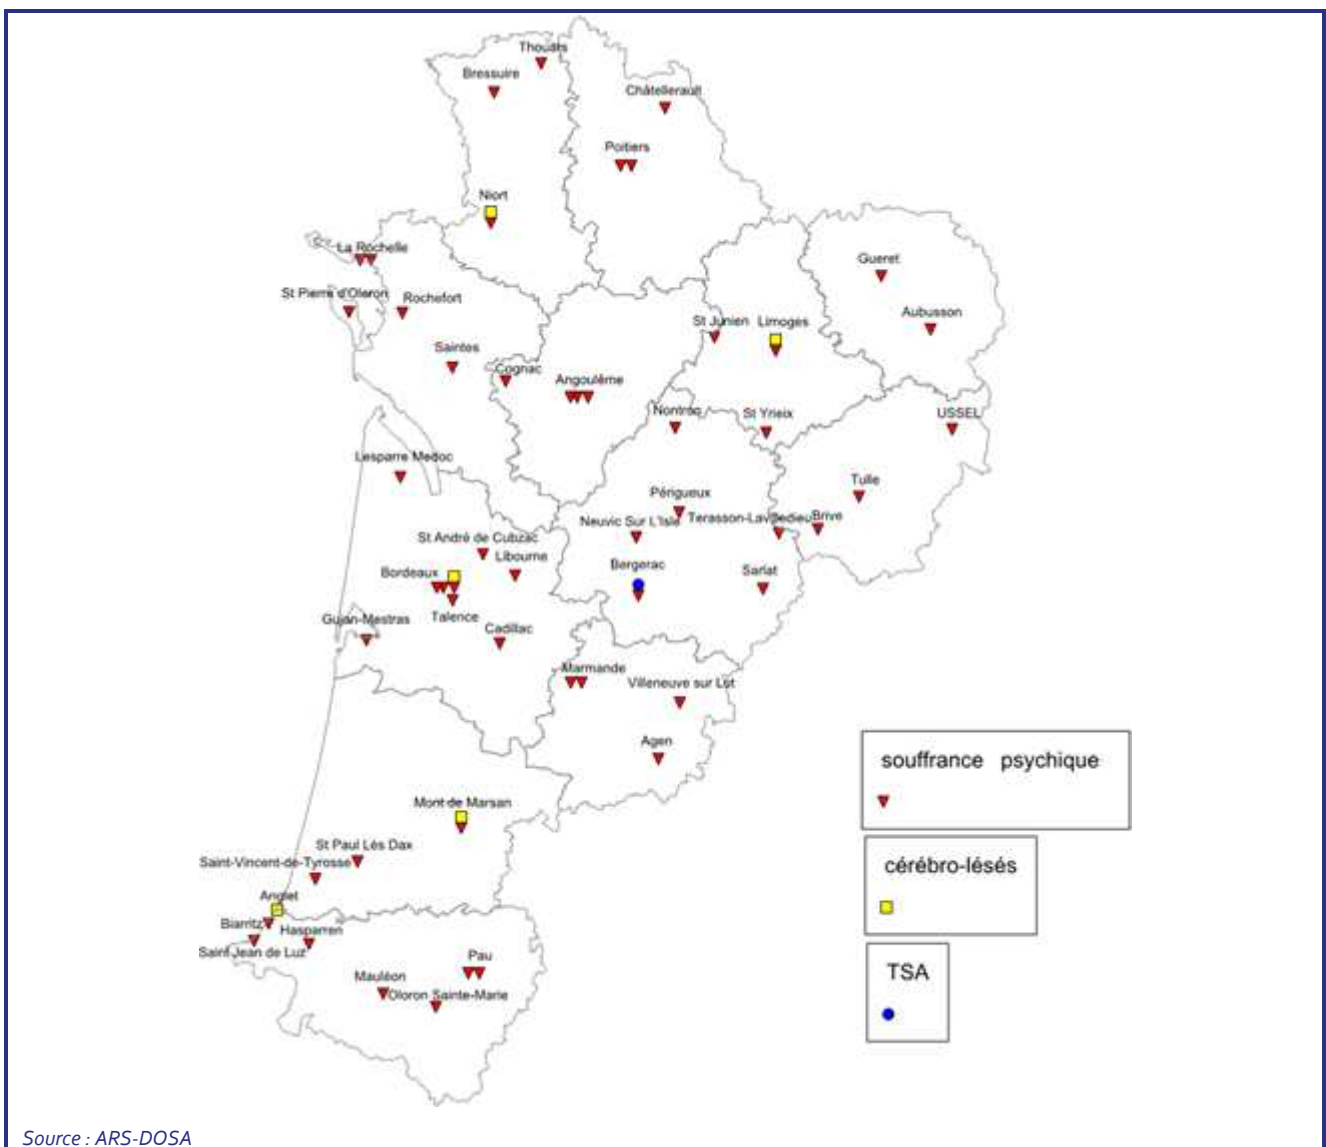 Thouars
Bressuire
Châtellerault
Poitiers
Niort
La Rochelle
Gueret
St Pierre d'Oleron
Rochefort
Aubusson
St Junien
Limoges
Saintes
Cognac
Angoulême
Nontron
St Yrieix
USSEL
Lesparre Medoc
Tulle
Périgueux
Neuvic Sur L'Isle
Terasson-Lavilledieu
Brive
St André de Cubzac
Libourne
Bordeaux
Bergerac
Sarlat
Talence
Gujan-Mestras
Cadillac
Marmande
Villeneuve sur Lot
Agen
souffrance psychique
Mont de Marsan
St Paul Lès Dax
Saint-Vincent-de-Tyrosse
cérébro-lésés
Anglet
Biarritz
Hasparren
Saint Jean de Luz
Pau
Mauléon
Oloron Sainte-Marie
TSA
Source : ARS-DOSA